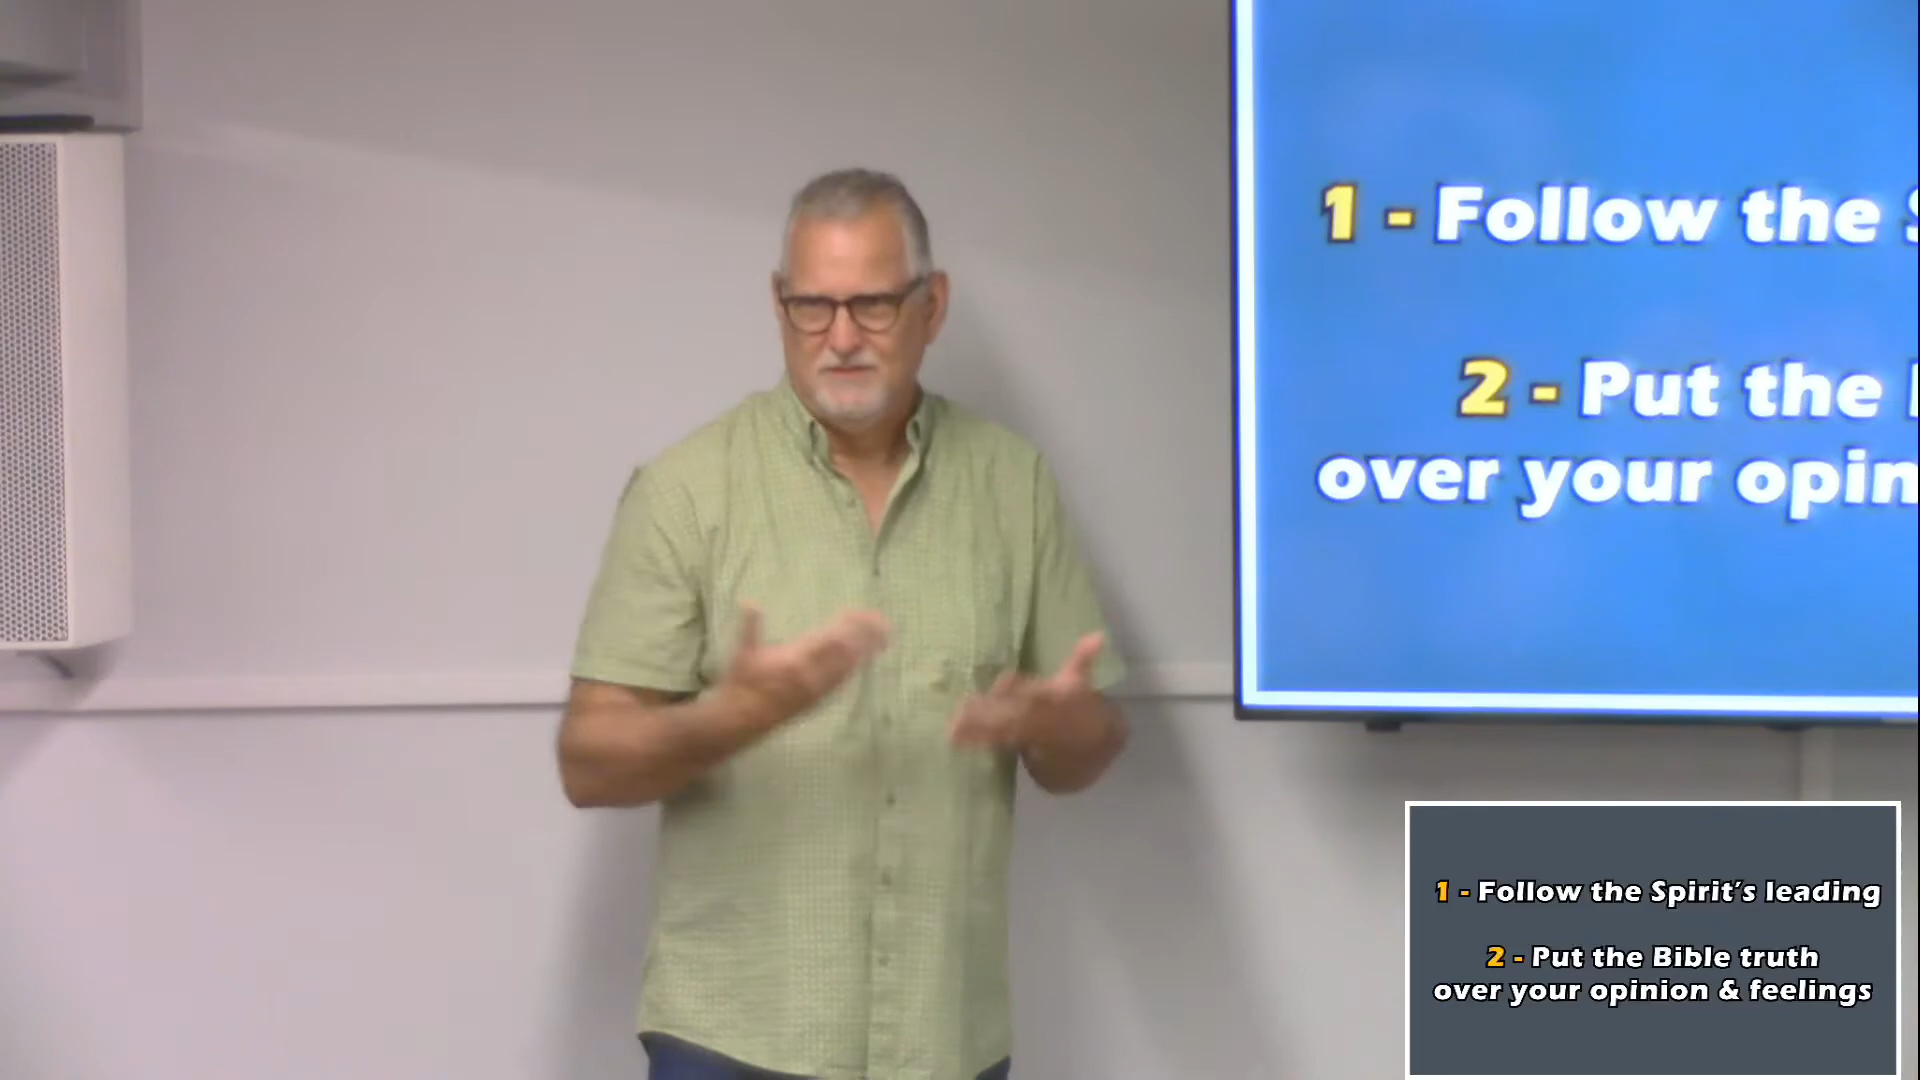 1 - Follow the
2 - Put the
over your opin
1 - Follow the Spirit's leading
2 - Put the Bible truth
over your opinion & feelings